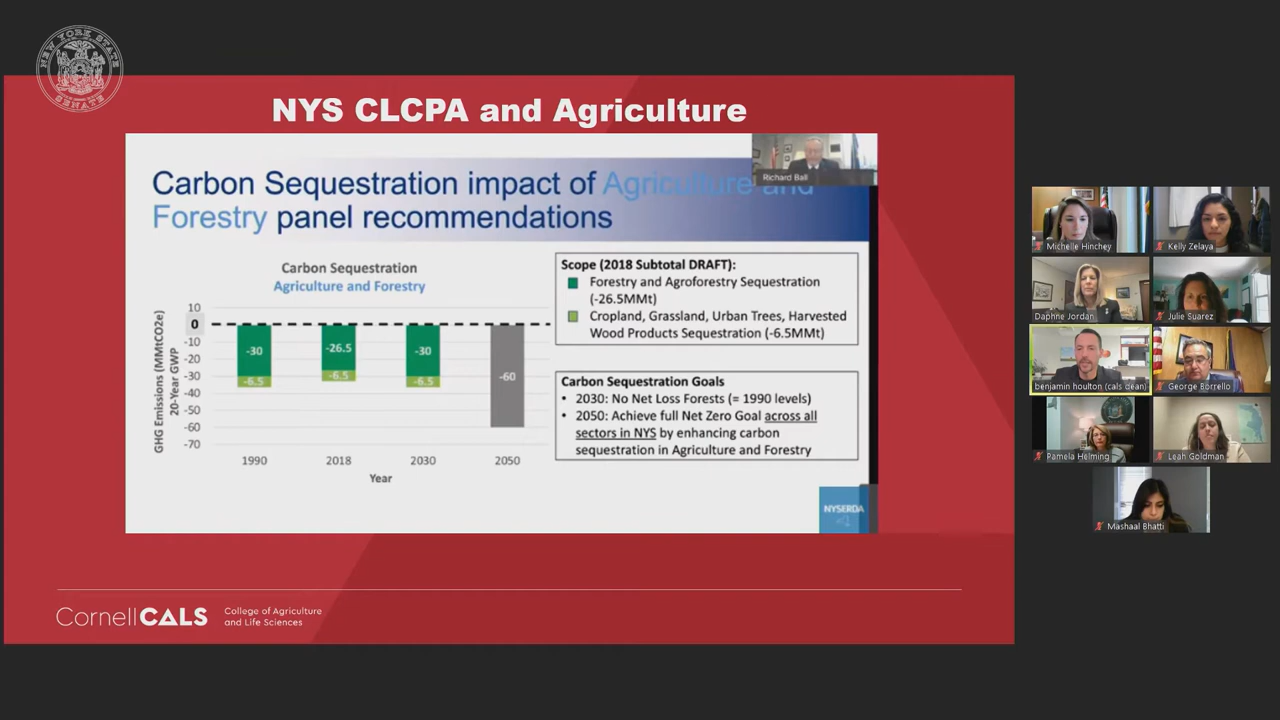 NEW YORK STATE
SENATE
NYS CLCPA and Agriculture
Richard Ball
Carbon Sequestration impact of Agriculture and
Forestry panel recommendations
Carbon Sequestration
Agriculture and Forestry
GHG Emissions (MMtCO2e)
20-Year GWP
10
0
-10
-20
-30
-40
-50
-60
-70
-30
-26.5
-30
-60
-6.5
-6.5
-6.5
1990
2018
2030
2050
Year
Scope (2018 Subtotal DRAFT):
Forestry and Agroforestry Sequestration
(-26.5MMt)
Cropland, Grassland, Urban Trees, Harvested
Wood Products Sequestration (-6.5MMt)
Carbon Sequestration Goals
• 2030: No Net Loss Forests (= 1990 levels)
• 2050: Achieve full Net Zero Goal across all
sectors in NYS by enhancing carbon
sequestration in Agriculture and Forestry
NYSERDA
CornellCALS
College of Agriculture
and Life Sciences
Michelle Hinchey
Kelly Zelaya
Daphne Jordan
Julie Suarez
benjamin houlton (cals dean)
George Borrello
Pamela Helming
Leah Goldman
Mashaal Bhatti